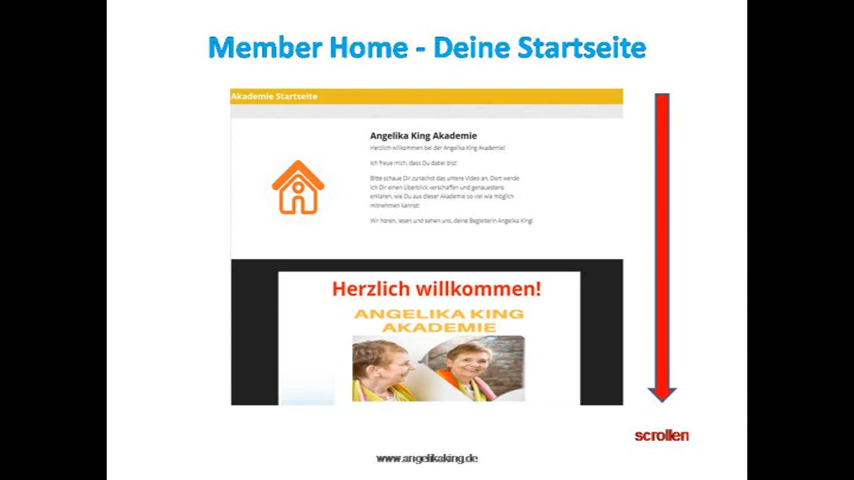 Member Home - Deine Startseite
Akademie Startseite
Angelika King Akademie
Herzlich willkommen bei der Angelika King Akademie!
Ich freue mich, dass Du dabei bist!
Bitte schaue Dir zunächst das untere Video an. Dort werde
ich Dir einen Überblick verschaffen und genauestens
erklären, wie Du aus dieser Akademie so viel wie möglich
mitnehmen kannst!
Wir hören, lesen und sehen uns, deine Begleiterin Angelika King!
Herzlich willkommen!
ANGELIKA KING
AKADEMIE
scrollen
www.angelikaking.de